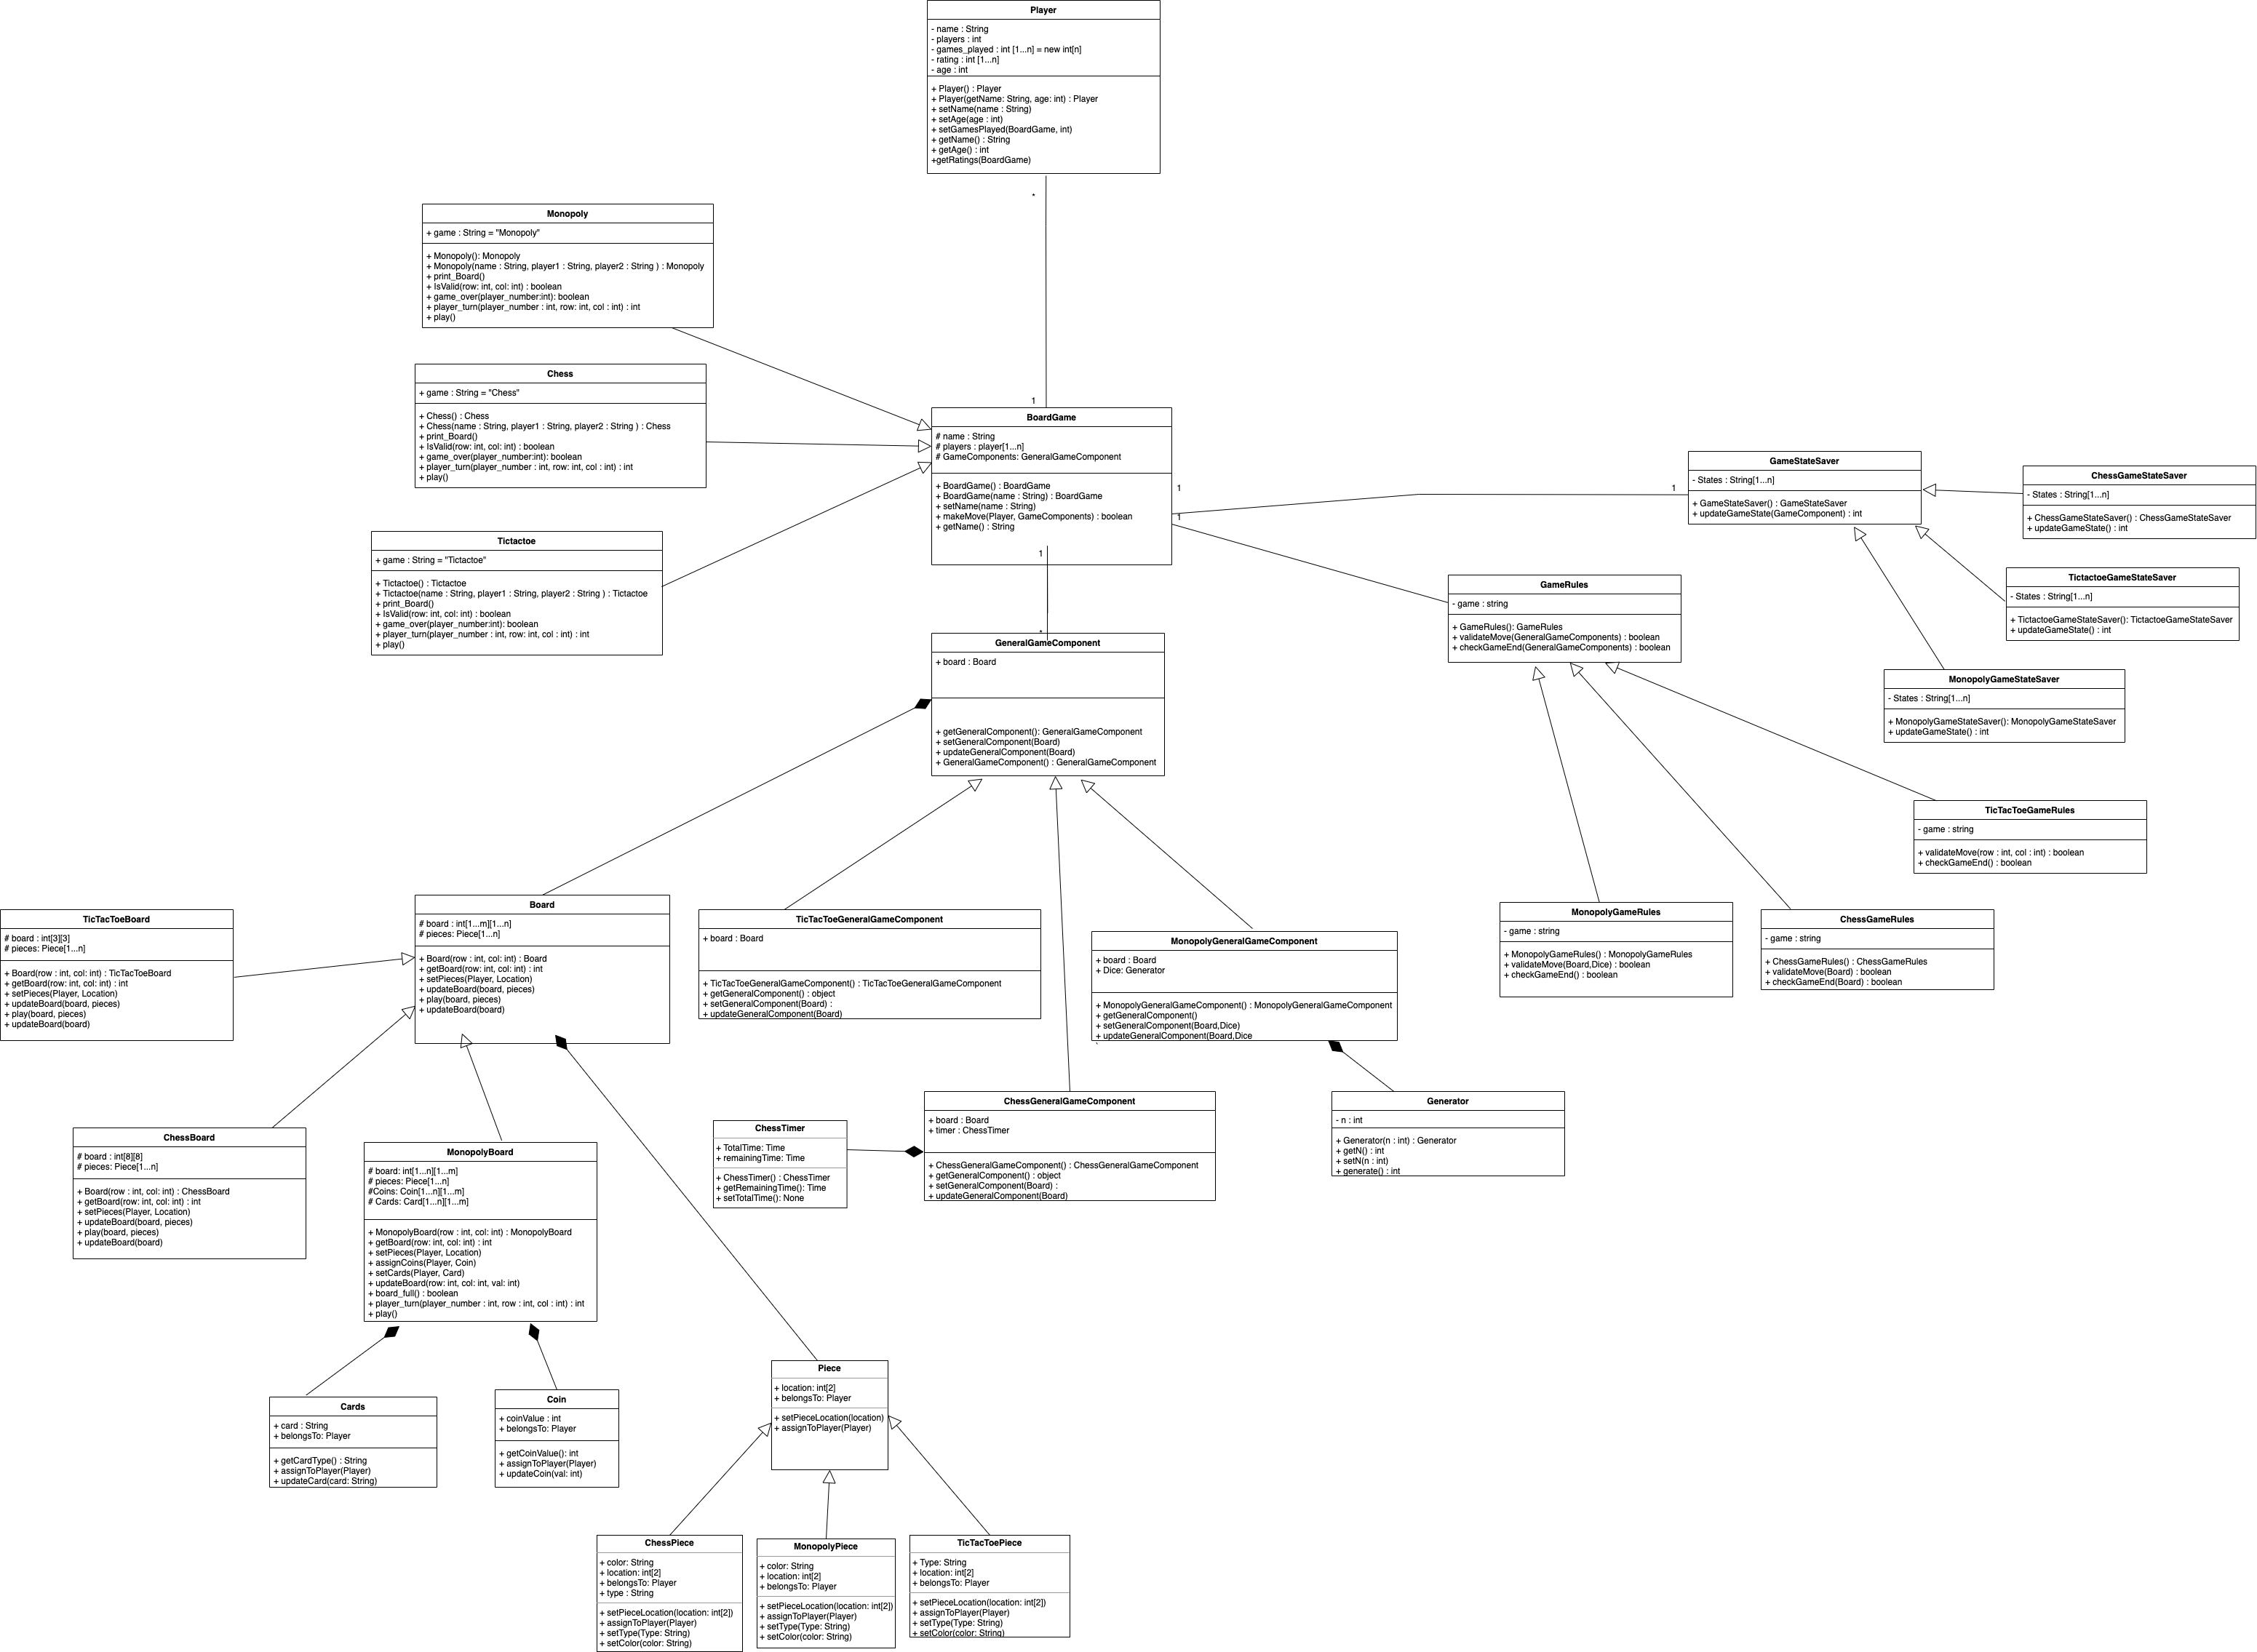 Player
- name : String
- players : int
- games_played : int [1...n] = new int[n]
- rating : int [1...n]
- age : int
+ Player() : Player
+ Player(getName: String, age: int) : Player
+ setName(name : String)
+ setAge(age : int)
+ setGamesPlayed(BoardGame, int)
+ getName() : String
+ getAge() : int
+getRatings(BoardGame)
*
1
Monopoly
+ game : String = "Monopoly"
+ Monopoly(): Monopoly
+ Monopoly(name : String, player1 : String, player2 : String ) : Monopoly
+ print_Board()
+ IsValid(row: int, col: int) : boolean
+ game_over(player_number:int): boolean
+ player_turn(player_number : int, row: int, col : int) : int
+ play()
Chess
+ game : String = "Chess"
+ Chess() : Chess
+ Chess(name : String, player1 : String, player2 : String ) : Chess
+ print_Board()
+ IsValid(row: int, col: int) : boolean
+ game_over(player_number:int): boolean
+ player_turn(player_number : int, row: int, col : int) : int
+ play()
Tictactoe
+ game : String = "Tictactoe"
+ Tictactoe() : Tictactoe
+ Tictactoe(name : String, player1 : String, player2 : String ) : Tictactoe
+ print_Board()
+ IsValid(row: int, col: int) : boolean
+ game_over(player_number:int): boolean
+ player_turn(player_number : int, row: int, col : int) : int
+ play()
BoardGame
# name : String
# players : player[1...n]
# GameComponents: GeneralGameComponent
+ BoardGame() : BoardGame
+ BoardGame(name : String) : BoardGame
+ setName(name : String)
+ makeMove(Player, GameComponents) : boolean
+ getName() : String
1
1
1
1
*
GameStateSaver
- States : String[1...n]
+ GameStateSaver() : GameStateSaver
+ updateGameState(GameComponent) : int
ChessGameStateSaver
- States : String[1...n]
+ ChessGameStateSaver() : ChessGameStateSaver
+ updateGameState() : int
TictactoeGameStateSaver
- States : String[1...n]
+ TictactoeGameStateSaver(): TictactoeGameStateSaver
+ updateGameState() : int
MonopolyGameStateSaver
- States : String[1...n]
+ MonopolyGameStateSaver(): MonopolyGameStateSaver
+ updateGameState() : int
GameRules
- game : string
+ GameRules(): GameRules
+ validateMove(GeneralGameComponents) : boolean
+ checkGameEnd(GeneralGameComponents) : boolean
GeneralGameComponent
+ board : Board
+ getGeneralComponent(): GeneralGameComponent
+ setGeneralComponent(Board)
+ updateGeneralComponent(Board)
+ GeneralGameComponent() : GeneralGameComponent
TicTacToeGameRules
- game : string
+ validateMove(row : int, col : int) : boolean
+ checkGameEnd() : boolean
MonopolyGameRules
- game : string
+ MonopolyGameRules() : MonopolyGameRules
+ validateMove(Board,Dice) : boolean
+ checkGameEnd() : boolean
ChessGameRules
- game : string
+ ChessGameRules() : ChessGameRules
+ validateMove(Board) : boolean
+ checkGameEnd(Board) : boolean
TicTacToeBoard
# board : int[3][3]
# pieces: Piece[1...n]
+ Board(row : int, col: int) : TicTacToeBoard
+ getBoard(row: int, col: int) : int
+ setPieces(Player, Location)
+ updateBoard(board, pieces)
+ play(board, pieces)
+ updateBoard(board)
Board
# board : int[1...m][1...n]
# pieces: Piece[1...n]
+ Board(row : int, col: int) : Board
+ getBoard(row: int, col: int) : int
+ setPieces(Player, Location)
+ updateBoard(board, pieces)
+ play(board, pieces)
+ updateBoard(board)
TicTacToeGeneralGameComponent
+ board : Board
+ TicTacToeGeneralGameComponent() : TicTacToeGeneralGameComponent
+ getGeneralComponent() : object
+ setGeneralComponent(Board) :
+ updateGeneralComponent(Board)
MonopolyGeneralGameComponent
+ board : Board
+ Dice: Generator
+ MonopolyGeneralGameComponent() : MonopolyGeneralGameComponent
+ getGeneralComponent()
+ setGeneralComponent(Board,Dice)
+ updateGeneralComponent(Board,Dice
ChessBoard
# board : int[8][8]
# pieces: Piece[1...n]
+ Board(row : int, col: int) : ChessBoard
+ getBoard(row: int, col: int) : int
+ setPieces(Player, Location)
+ updateBoard(board, pieces)
+ play(board, pieces)
+ updateBoard(board)
MonopolyBoard
# board: int[1...n][1...m]
# pieces: Piece[1...n]
#Coins: Coin[1...n][1...m]
# Cards: Card[1...n][1...m]
+ MonopolyBoard(row : int, col: int) : MonopolyBoard
+ getBoard(row: int, col: int) : int
+ setPieces(Player, Location)
+ assignCoins(Player, Coin)
+ setCards(Player, Card)
+ updateBoard(row: int, col: int, val: int)
+ board_full() : boolean
+ player_turn(player_number : int, row : int, col : int) : int
+ play()
ChessTimer
+ TotalTime: Time
+ remainingTime: Time
+ ChessTimer() : ChessTimer
+ getRemainingTime(): Time
+ setTotalTime(): None
ChessGeneralGameComponent
+ board : Board
+ timer : ChessTimer
+ ChessGeneralGameComponent() : ChessGeneralGameComponent
+ getGeneralComponent() : object
+ setGeneralComponent(Board) :
+ updateGeneralComponent(Board)
Generator
- n : int
+ Generator(n : int) : Generator
+ getN() : int
+ setN(n : int)
+ generate() : int
Cards
+ card : String
+ belongsTo: Player
+ getCardType() : String
+ assignToPlayer(Player)
+ updateCard(card: String)
Coin
+ coinValue : int
+ belongsTo: Player
+ getCoinValue(): int
+ assignToPlayer(Player)
+ updateCoin(val: int)
Piece
+ location: int[2]
+ belongsTo: Player
+ setPieceLocation(location)
+ assignToPlayer(Player)
ChessPiece
+ color: String
+ location: int[2]
+ belongsTo: Player
+ type : String
+ setPieceLocation(location: int[2])
+ assignToPlayer(Player)
+ setType(Type: String)
+ setColor(color: String)
MonopolyPiece
+ color: String
+ location: int[2]
+ belongsTo: Player
+ setPieceLocation(location: int[2])
+ assignToPlayer(Player)
+ setType(Type: String)
+ setColor(color: String)
TicTacToePiece
+ Type: String
+ location: int[2]
+ belongsTo: Player
+ setPieceLocation(location: int[2])
+ assignToPlayer(Player)
+ setType(Type: String)
+ setColor(color: String)